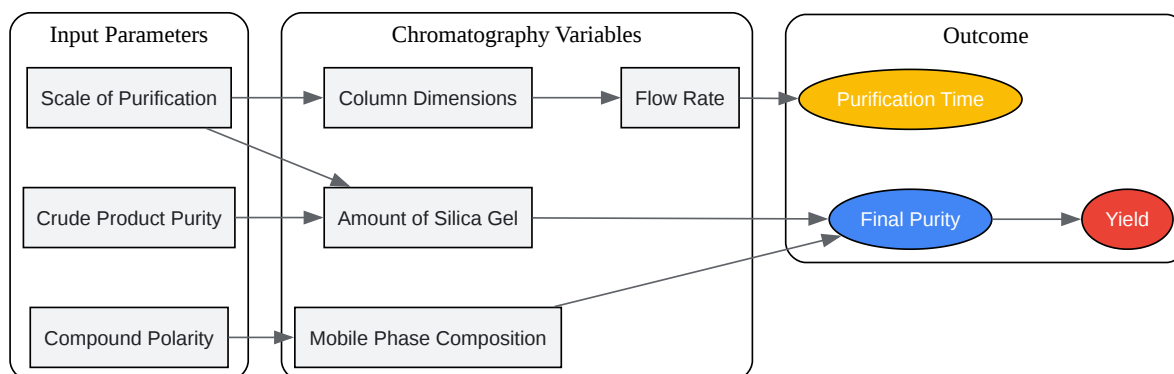 Input Parameters
Chromatography Variables
Outcome
Scale of Purification
Column Dimensions
Flow Rate
Purification Time
Crude Product Purity
Amount of Silica Gel
Final Purity
Yield
Compound Polarity
Mobile Phase Composition